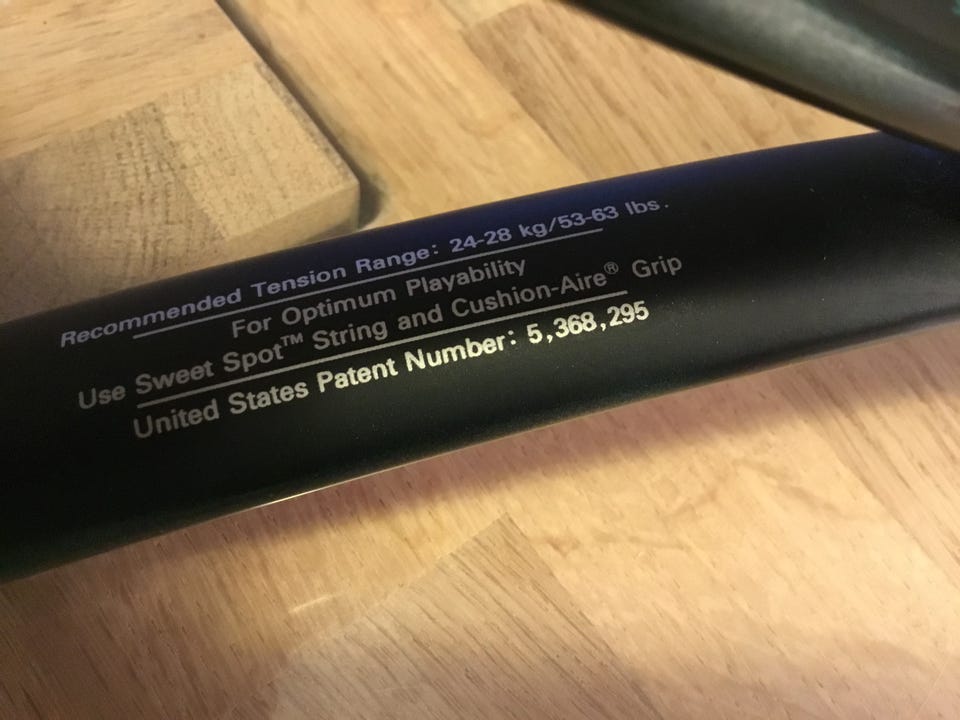 Recommended Tension Range: 24-28 kg/53-63 lbs.
For Optimum Playability
Use Sweet Spot™ String and Cushion-Aire® Grip
United States Patent Number: 5,368,295